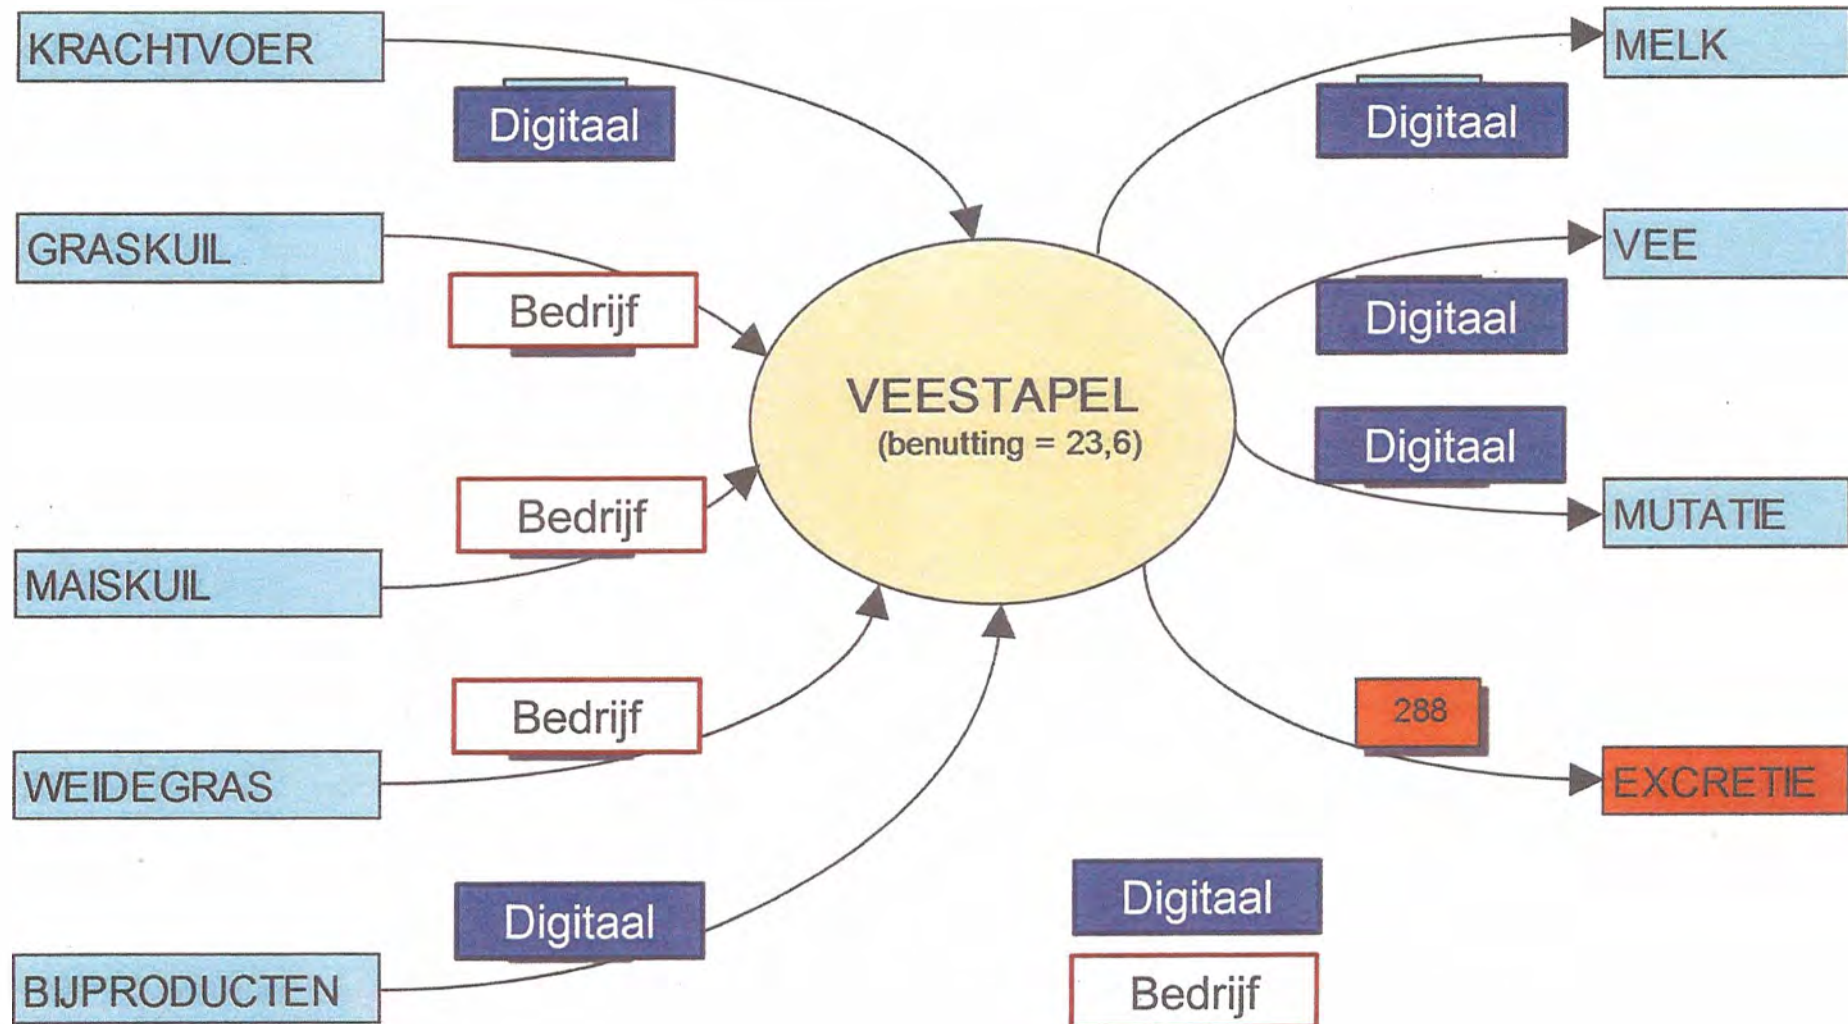 KRACHTVOER
Digitaal
GRASKUIL
Bedrijf
MAISKUIL
Bedrijf
WEIDEGRAS
Bedrijf
BIJPRODUCTEN
Digitaal
VEESTAPEL
(benutting = 23,6)
MELK
Digitaal
VEE
Digitaal
Digitaal
MUTATIE
288
EXCRETIE
Digitaal
Bedrijf